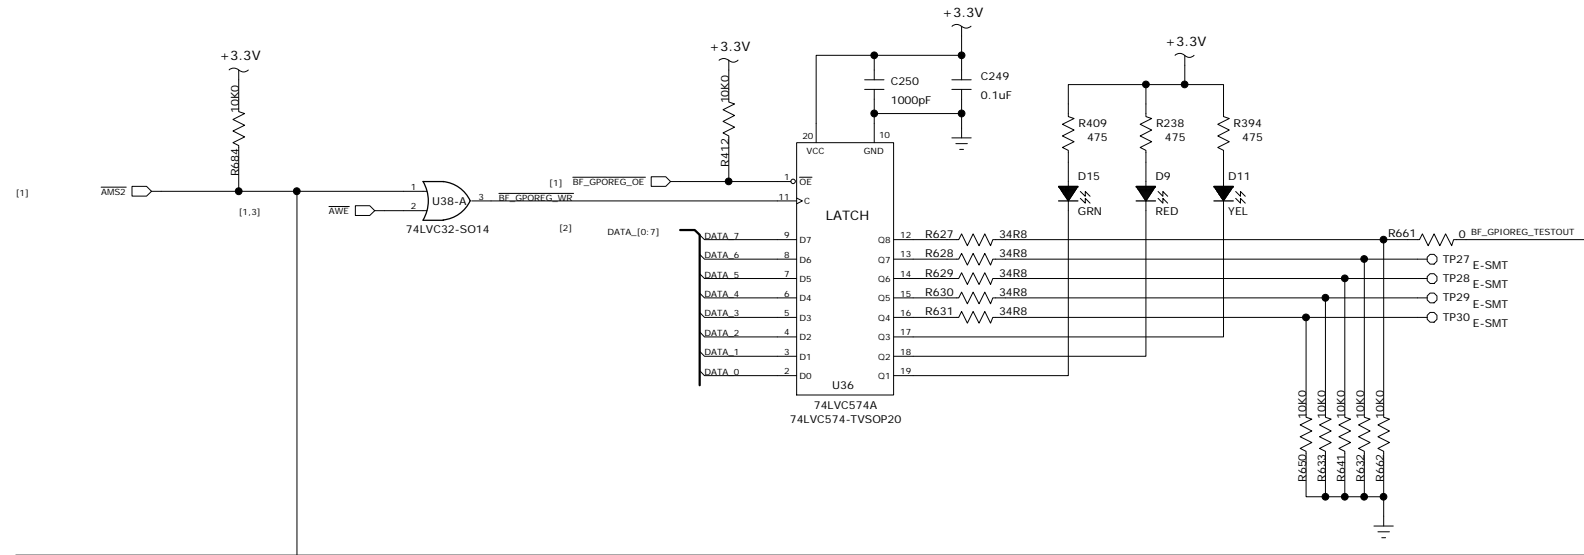 +3.3V
+3.3V
+3.3V
+3.3V
10K0
R684
10K0
R412
C250
1000pF
C249
0.1uF
R409
475
R238
475
R394
475
20
VCC
10
GND
[1]
AMS2
1
[1,3]
AWE
2
U38-A
3
BF_GPOREG_WR
74LVC32-SO14
[1]
BF_GPOREG_OE
1
OE
11
C
LATCH
D15
GRN
D9
RED
D11
YEL
[2]
DATA_[0:7]
DATA_7 9 D7
DATA_6 8 D6
DATA_5 7 D5
DATA_4 6 D4
DATA_3 5 D3
DATA_2 4 D2
DATA_1 3 D1
DATA_0 2 D0
Q8 12 R627 34R8
Q7 13 R628 34R8
Q6 14 R629 34R8
Q5 15 R630 34R8
Q4 16 R631 34R8
Q3 17
Q2 18
Q1 19
R661 0 BF_GPIOREG_TESTOUT
TP27 E-SMT
TP28 E-SMT
TP29 E-SMT
TP30 E-SMT
U36
74LVC574A
74LVC574-TVSOP20
10K0
10K0
10K0
10K0
10K0
R650
R633
R641
R632
R662